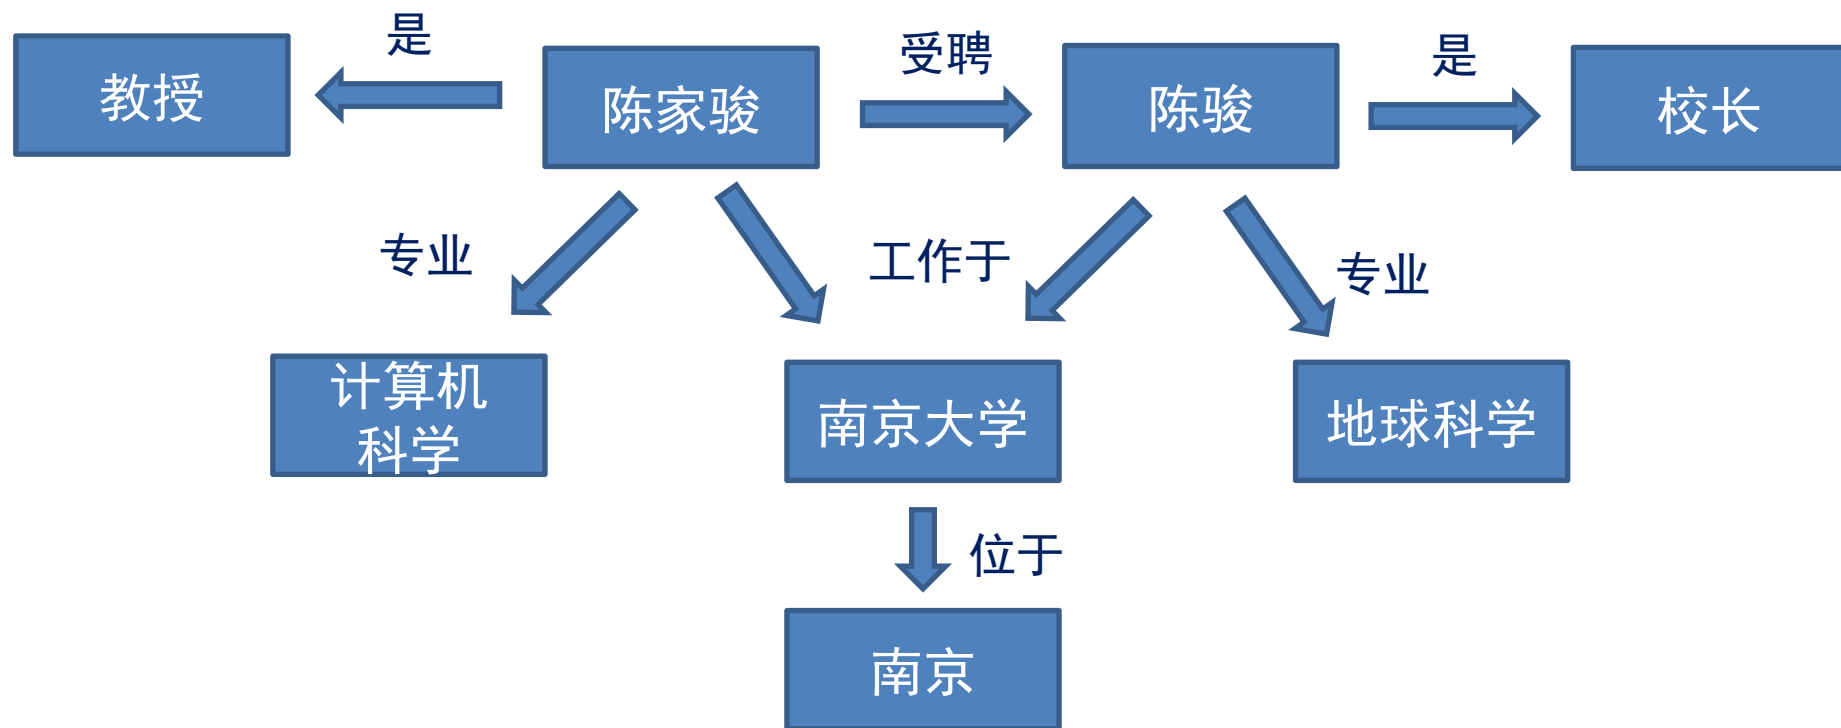 是
受聘
是
教授
陈家骏
陈骏
校长
专业
工作于
专业
计算机
科学
南京大学
地球科学
位于
南京